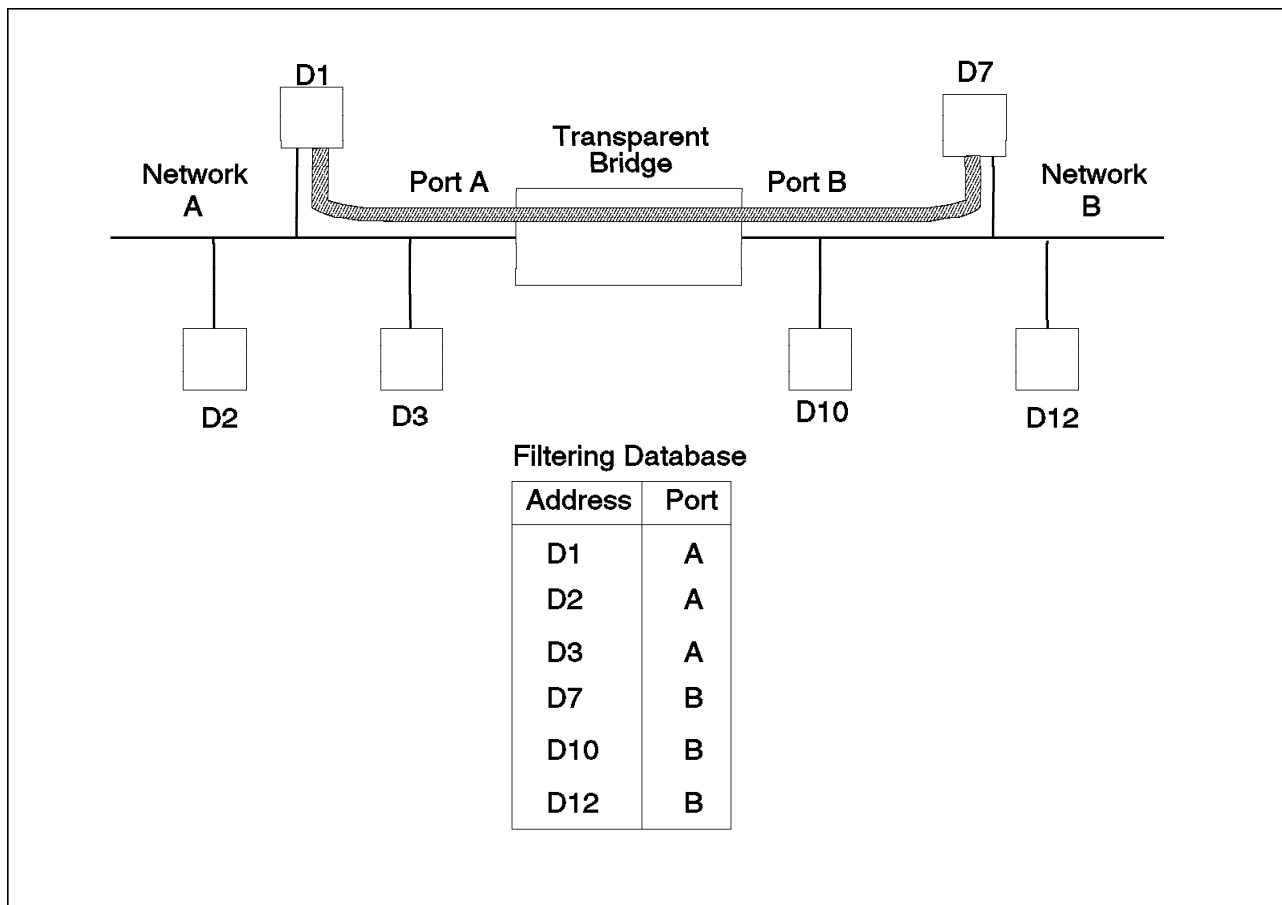 D1
D7
Transparent
Bridge
Network
A
Port A
Port B
Network
B
D2
D3
D10
D12
Filtering Database
Address Port
D1 A
D2 A
D3 A
D7 B
D10 B
D12 B